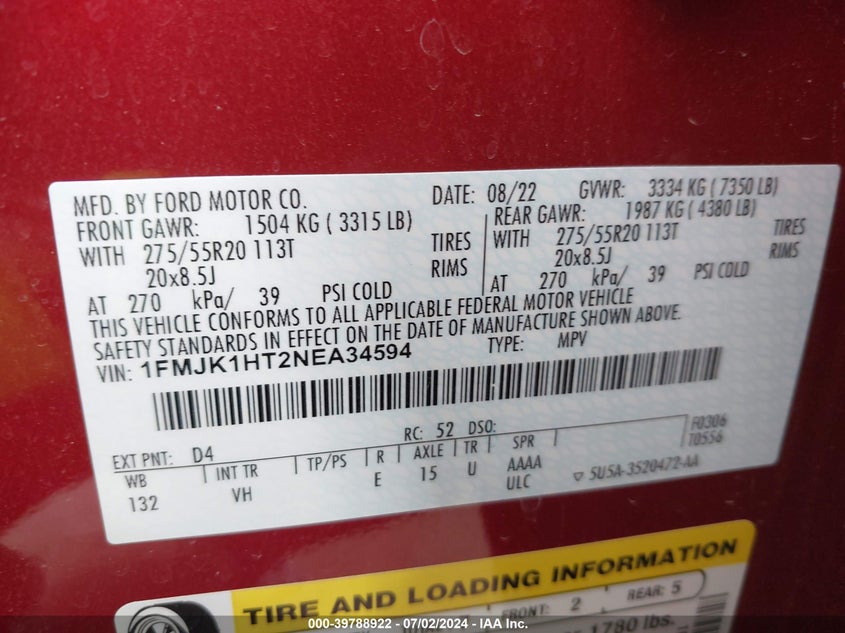 MFD. BY FORD MOTOR CO. DATE: 08/22 GVWR: 3334 KG ( 7350 LB)
FRONT GAWR: 1504 KG ( 3315 LB) REAR GAWR: 1987 KG ( 4380 LB)
WITH 275/55R20 113T TIRES WITH 275/55R20 113T TIRES
20x8.5J RIMS 20x8.5J RIMS
AT 270 kPa/ 39 PSI COLD AT 270 kPa/ 39 PSI COLD
THIS VEHICLE CONFORMS TO ALL APPLICABLE FEDERAL MOTOR VEHICLE
SAFETY STANDARDS IN EFFECT ON THE DATE OF MANUFACTURE SHOWN ABOVE.
VIN: 1FMJK1HT2NEA34594 TYPE: MPV
F0306
T0556
EXT PNT: D4 RC: 52 DSO:
WB INT TR TP/PS R AXLE TR SPR
132 VH E 15 U AAAA
ULC ▽ 5U5A-3520472-AA
TIRE AND LOADING INFORMATION
FRONT: 2 REAR: 5
1780 lbs.
000-39788922 - 07/02/2024 - IAA Inc.